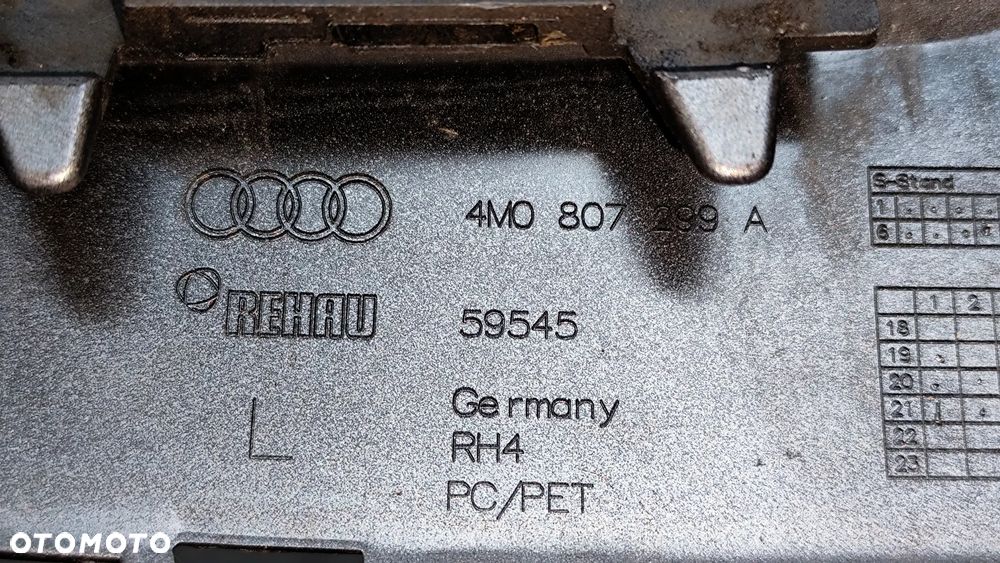 4M0 807 299 A
S-Stand
1
6
REHAU
59545
1 2
18
19
20
21
22
23
L
Germany
RH4
PC/PET
OTOMOTO